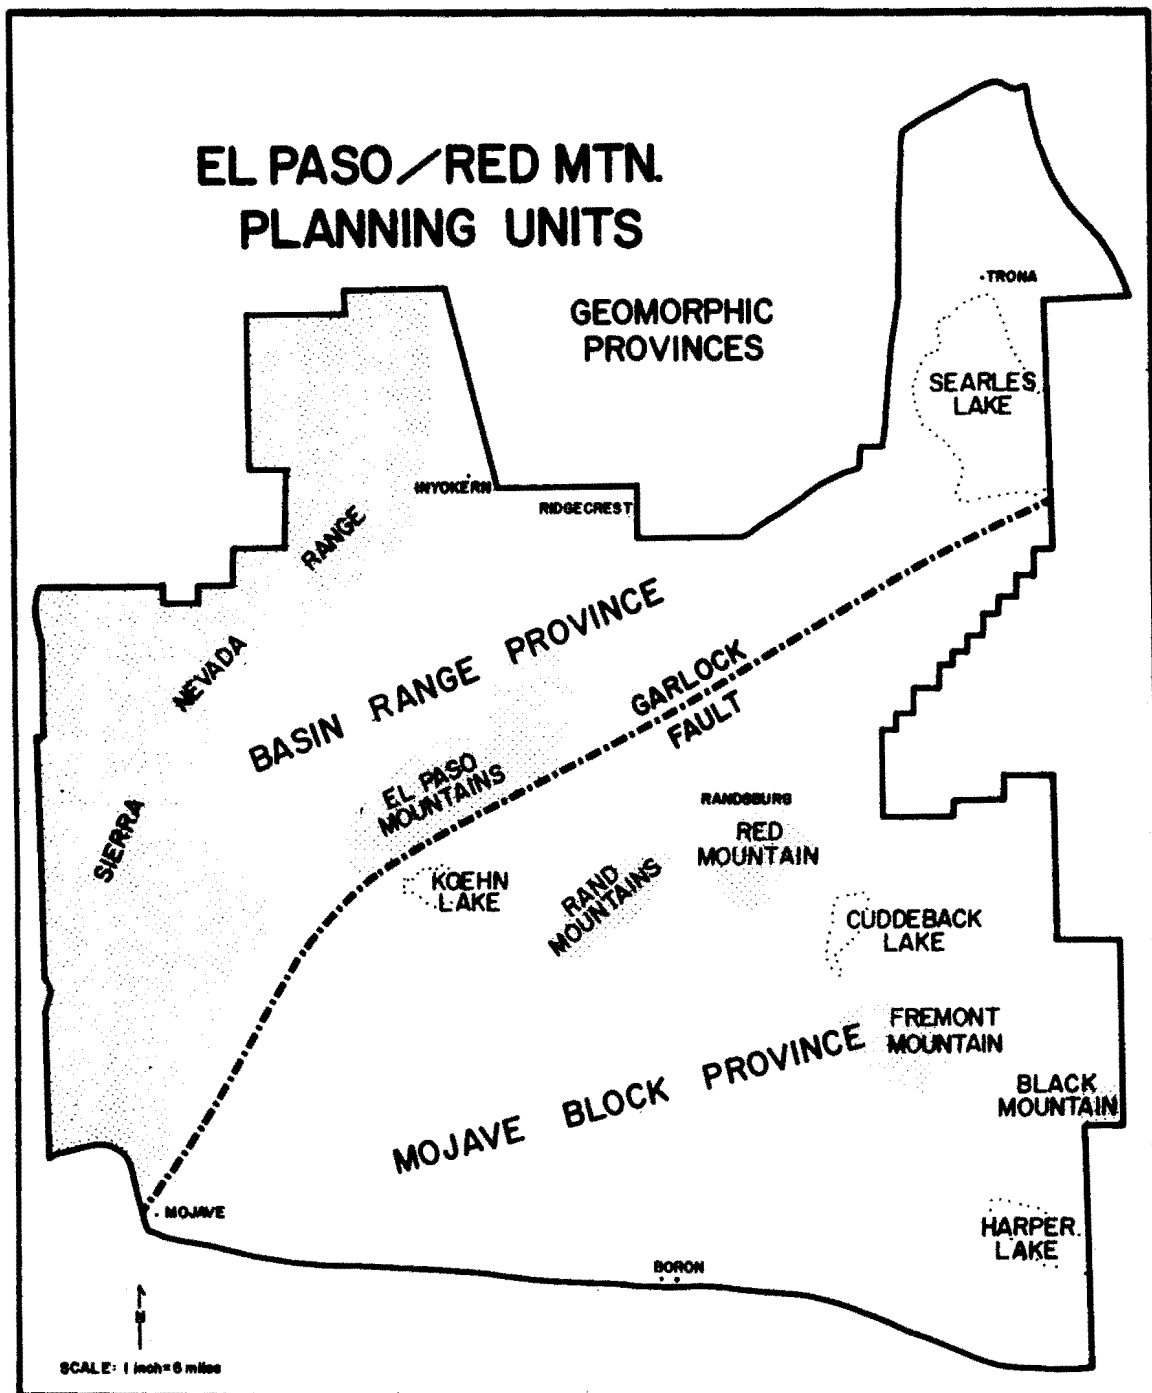 EL PASO/RED MTN.
PLANNING UNITS
GEOMORPHIC
PROVINCES
TRONA
SEARLES
LAKE
INYOKERN
RIDGECREST
RANGE
NEVADA
SIERRA
BASIN RANGE PROVINCE
GARLOCK
FAULT
EL PASO
MOUNTAINS
RANDSBURG
RED
MOUNTAIN
KOEHN
LAKE
RAND
MOUNTAINS
CUDDEBACK
LAKE
FREMONT
MOUNTAIN
MOJAVE BLOCK PROVINCE
BLACK
MOUNTAIN
MOJAVE
HARPER
LAKE
BORON
N
SCALE: 1 inch=6 miles